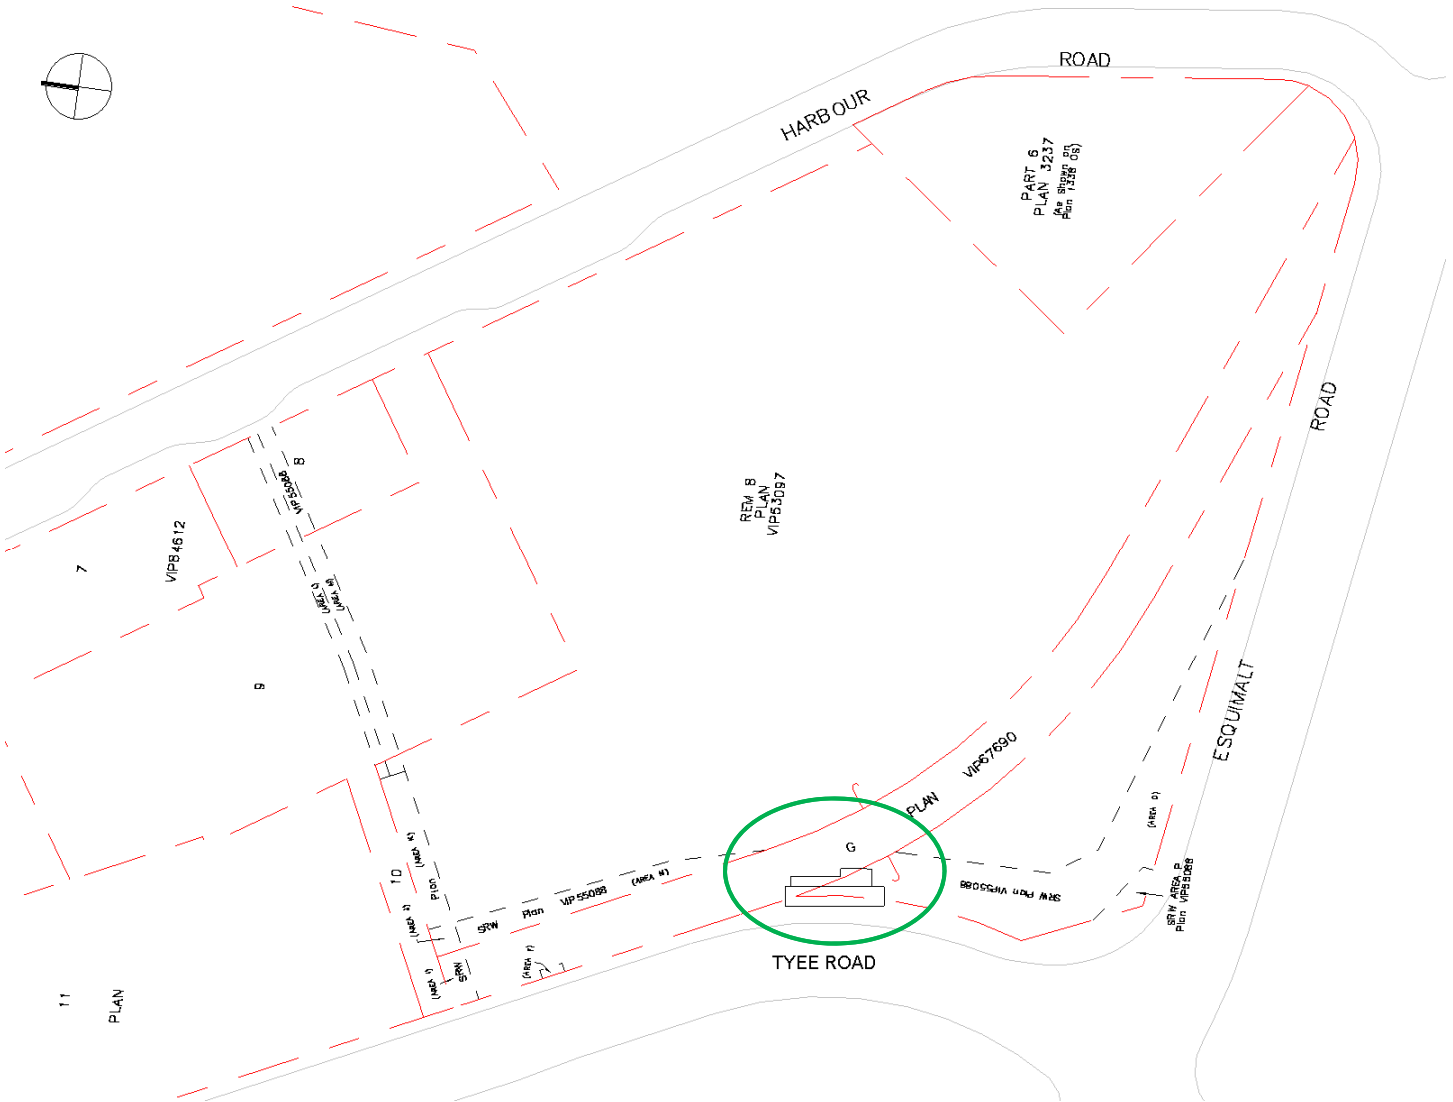 ROAD
HARBOUR
PART 6
PLAN 3237
(As Shown on
Plan 1338 OS)
ROAD
8
VIP55088
REM B
PLAN
VIP53097
VIP84612
7
(AREA L)
9
ESQUIMALT
VIP67690
PLAN
(AREA O)
G
(AREA K)
10
Plan
(AREA N)
VIP55088
Plan
SRW
SRW Plan VIP55088
SRW AREA P
Plan VIP55088
(AREA J)
SRW
(AREA I)
TYEE ROAD
11
PLAN